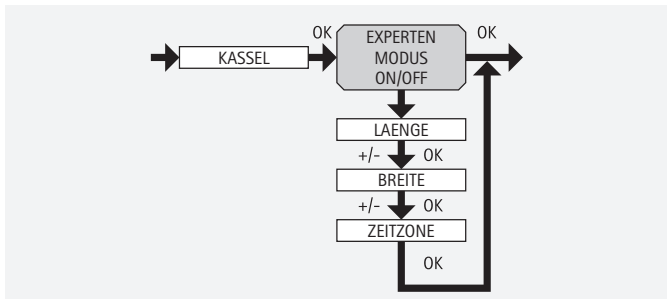 OK
EXPERTEN
OK
KASSEL
MODUS
ON/OFF
LAENGE
+/- OK
BREITE
+/- OK
ZEITZONE
OK